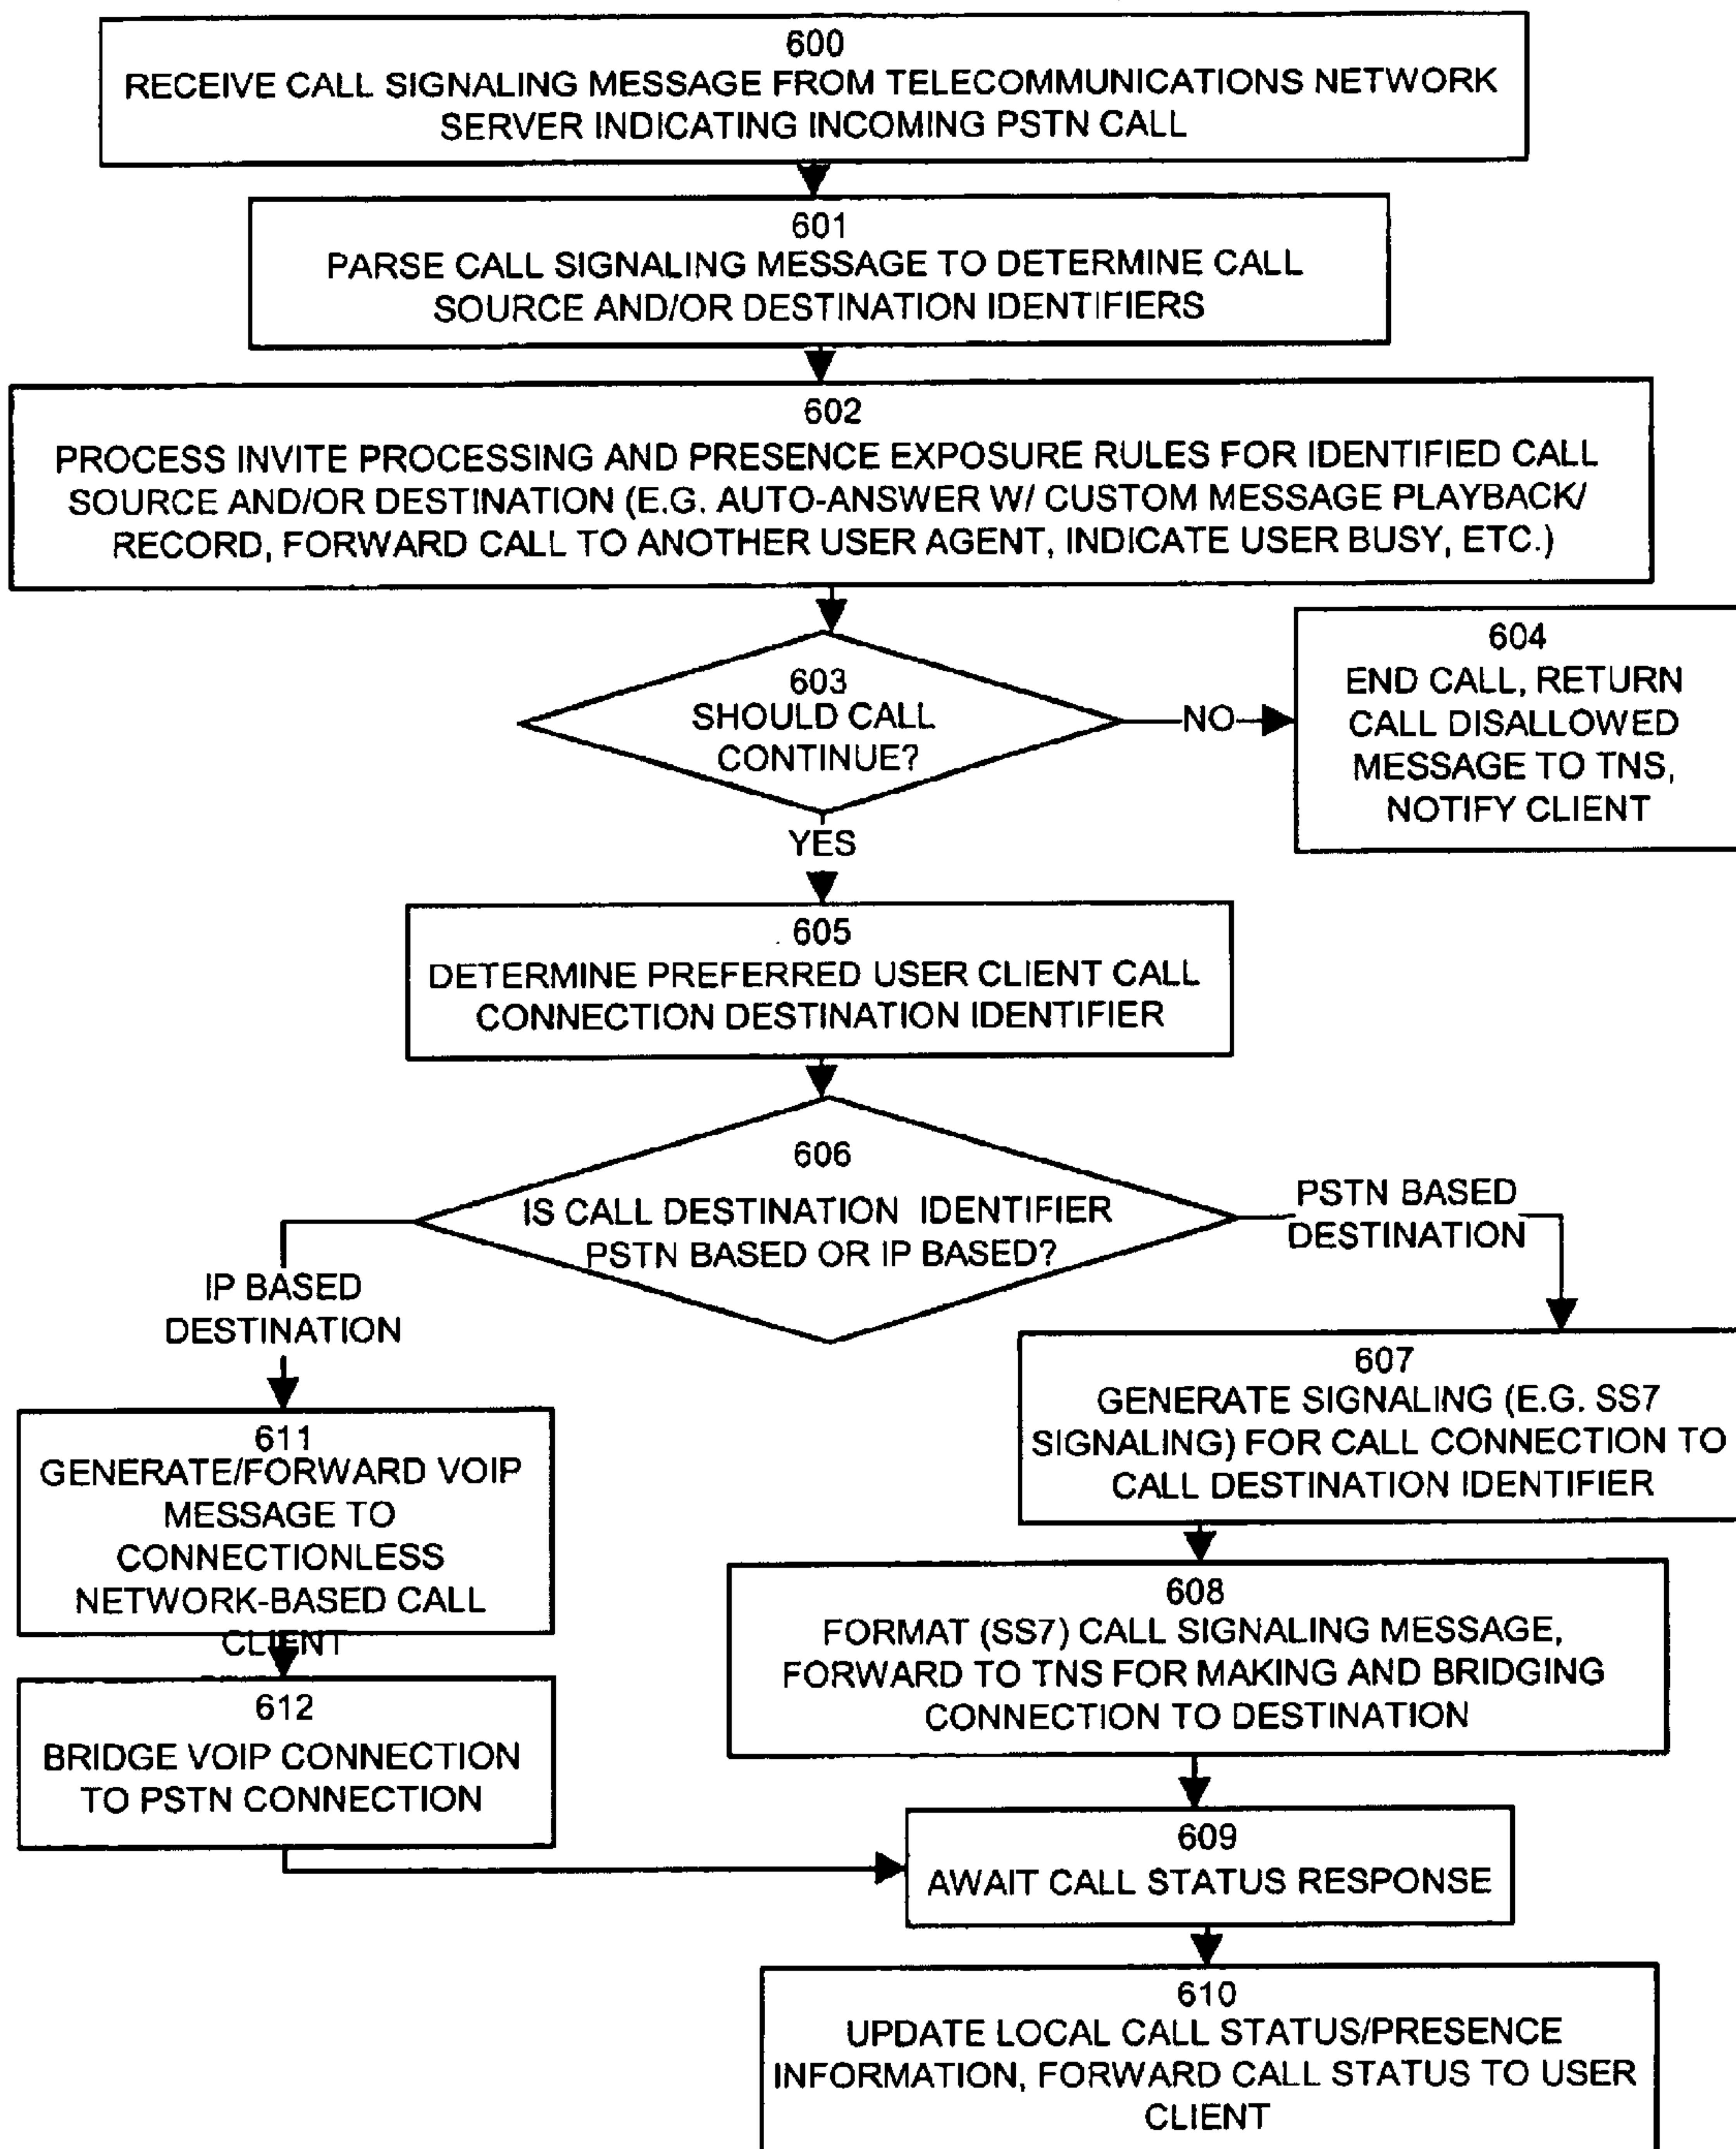 600
RECEIVE CALL SIGNALING MESSAGE FROM TELECOMMUNICATIONS NETWORK
SERVER INDICATING INCOMING PSTN CALL
601
PARSE CALL SIGNALING MESSAGE TO DETERMINE CALL
SOURCE AND/OR DESTINATION IDENTIFIERS
602
PROCESS INVITE PROCESSING AND PRESENCE EXPOSURE RULES FOR IDENTIFIED CALL
SOURCE AND/OR DESTINATION (E.G. AUTO-ANSWER W/ CUSTOM MESSAGE PLAYBACK/
RECORD, FORWARD CALL TO ANOTHER USER AGENT, INDICATE USER BUSY, ETC.)
603
SHOULD CALL
CONTINUE?
NO
604
END CALL, RETURN
CALL DISALLOWED
MESSAGE TO TNS,
NOTIFY CLIENT
YES
605
DETERMINE PREFERRED USER CLIENT CALL
CONNECTION DESTINATION IDENTIFIER
606
IS CALL DESTINATION IDENTIFIER
PSTN BASED OR IP BASED?
PSTN BASED
DESTINATION
IP BASED
DESTINATION
607
GENERATE SIGNALING (E.G. SS7
SIGNALING) FOR CALL CONNECTION TO
CALL DESTINATION IDENTIFIER
611
GENERATE/FORWARD VOIP
MESSAGE TO
CONNECTIONLESS
NETWORK-BASED CALL
CLIENT
608
FORMAT (SS7) CALL SIGNALING MESSAGE,
FORWARD TO TNS FOR MAKING AND BRIDGING
CONNECTION TO DESTINATION
612
BRIDGE VOIP CONNECTION
TO PSTN CONNECTION
609
AWAIT CALL STATUS RESPONSE
610
UPDATE LOCAL CALL STATUS/PRESENCE
INFORMATION, FORWARD CALL STATUS TO USER
CLIENT